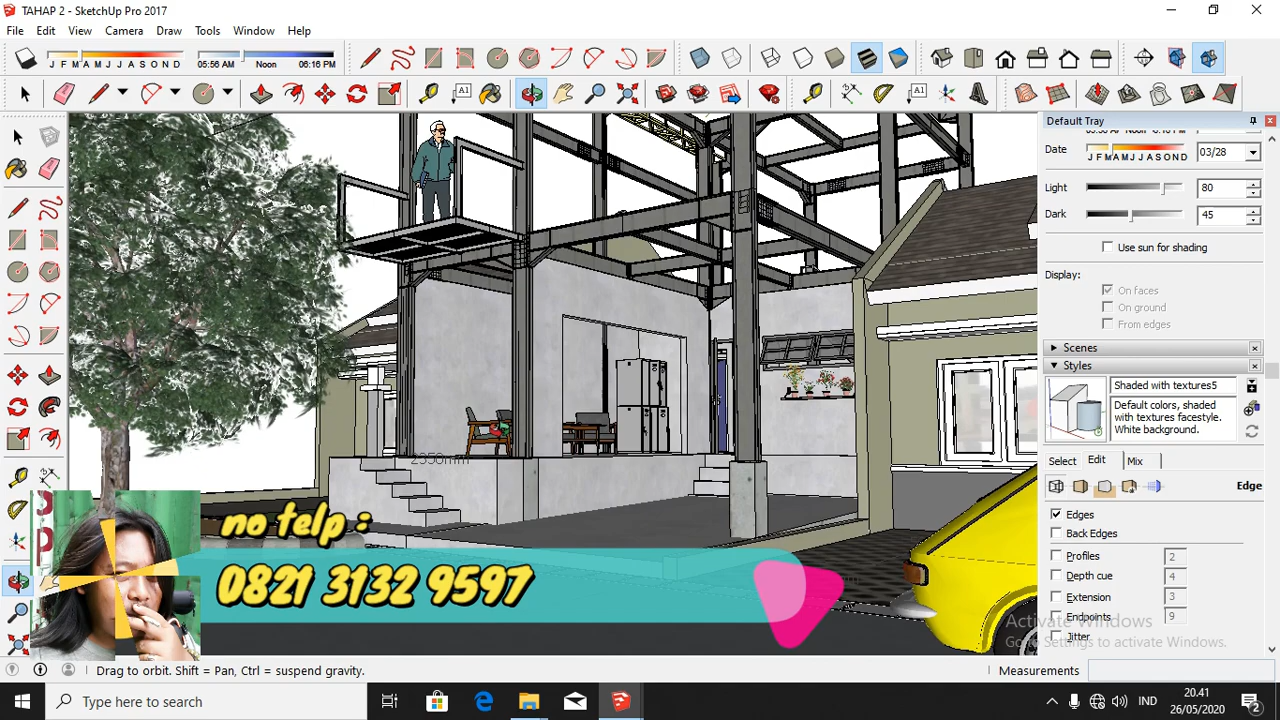 TAHAP 2 - SketchUp Pro 2017
File Edit View Camera Draw Tools Window Help
J F M A M J J A S O N D 05:56 AM Noon 06:16 PM
A1 A1
Default Tray
Date J F M A M J J A S O N D 03/28
Light 80
Dark 45
Use sun for shading
Display:
On faces
On ground
From edges
Scenes
Styles
Shaded with textures5
Default colors, shaded
with textures facestyle.
White background.
Select Edit Mix
Edge
Edges
Back Edges
Profiles 2
Depth cue 4
Extension 3
Endpoints 9
Jitter
2350mm
no telp :
0821 3132 9597
Activate Windows
Go to Settings to activate Windows.
Drag to orbit. Shift = Pan, Ctrl = suspend gravity.
Measurements
Type here to search
IND
20.41
26/05/2020
2